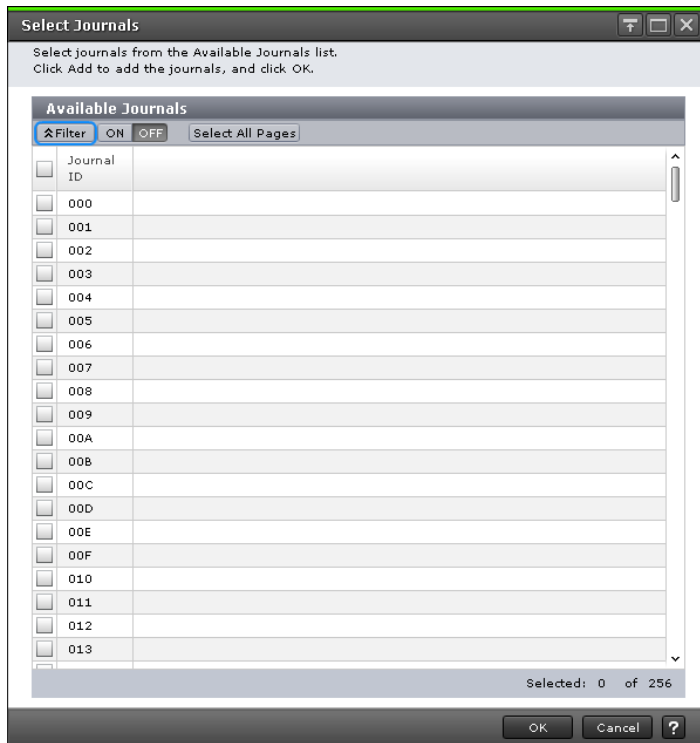 Select Journals
Select journals from the Available Journals list.
Click Add to add the journals, and click OK.
Available Journals
Filter ON OFF Select All Pages
Journal
ID
000
001
002
003
004
005
006
007
008
009
00A
00B
00C
00D
00E
00F
010
011
012
013
Selected: 0 of 256
OK Cancel ?